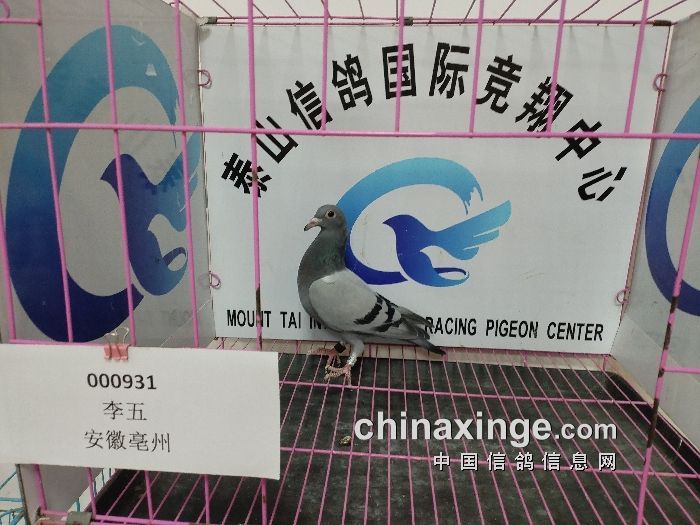 泰山信鸽国际竞翔中心
MOUNT TAI IN RACING PIGEON CENTER
000931
李五
安徽亳州
chinaxinge.com
中国信鸽信息网